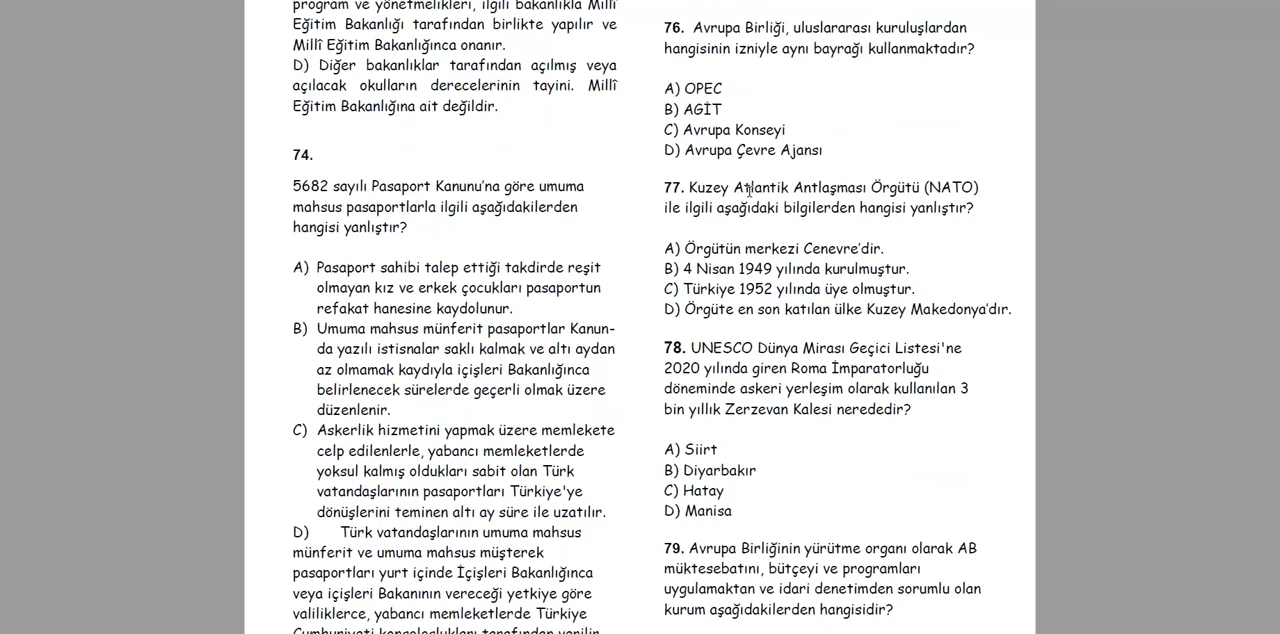 program ve yönetmelikleri, ilgili bakanlıkla Millî
Eğitim Bakanlığı tarafından birlikte yapılır ve
Millî Eğitim Bakanlığınca onanır.
D) Diğer bakanlıklar tarafından açılmış veya
açılacak okulların derecelerinin tayini. Millî
Eğitim Bakanlığına ait değildir.
74.
5682 sayılı Pasaport Kanunu’na göre umuma
mahsus pasaportlarla ilgili aşağıdakilerden
hangisi yanlıştır?
A) Pasaport sahibi talep ettiği takdirde reşit
olmayan kız ve erkek çocukları pasaportun
refakat hanesine kaydolunur.
B) Umuma mahsus münferit pasaportlar Kanun-
da yazılı istisnalar saklı kalmak ve altı aydan
az olmamak kaydıyla içişleri Bakanlığınca
belirlenecek sürelerde geçerli olmak üzere
düzenlenir.
C) Askerlik hizmetini yapmak üzere memlekete
celp edilenlerle, yabancı memleketlerde
yoksul kalmış oldukları sabit olan Türk
vatandaşlarının pasaportları Türkiye'ye
dönüşlerini teminen altı ay süre ile uzatılır.
D) Türk vatandaşlarının umuma mahsus
münferit ve umuma mahsus müşterek
pasaportları yurt içinde İçişleri Bakanlığınca
veya içişleri Bakanının vereceği yetkiye göre
valiliklerce, yabancı memleketlerde Türkiye
Cumhuriyeti konsoloslukları tarafından verilir.
76. Avrupa Birliği, uluslararası kuruluşlardan
hangisinin izniyle aynı bayrağı kullanmaktadır?
A) OPEC
B) AGİT
C) Avrupa Konseyi
D) Avrupa Çevre Ajansı
77. Kuzey Atlantik Antlaşması Örgütü (NATO)
ile ilgili aşağıdaki bilgilerden hangisi yanlıştır?
A) Örgütün merkezi Cenevre’dir.
B) 4 Nisan 1949 yılında kurulmuştur.
C) Türkiye 1952 yılında üye olmuştur.
D) Örgüte en son katılan ülke Kuzey Makedonya’dır.
78. UNESCO Dünya Mirası Geçici Listesi'ne
2020 yılında giren Roma İmparatorluğu
döneminde askeri yerleşim olarak kullanılan 3
bin yıllık Zerzevan Kalesi nerededir?
A) Siirt
B) Diyarbakır
C) Hatay
D) Manisa
79. Avrupa Birliğinin yürütme organı olarak AB
müktesebatını, bütçeyi ve programları
uygulamaktan ve idari denetimden sorumlu olan
kurum aşağıdakilerden hangisidir?